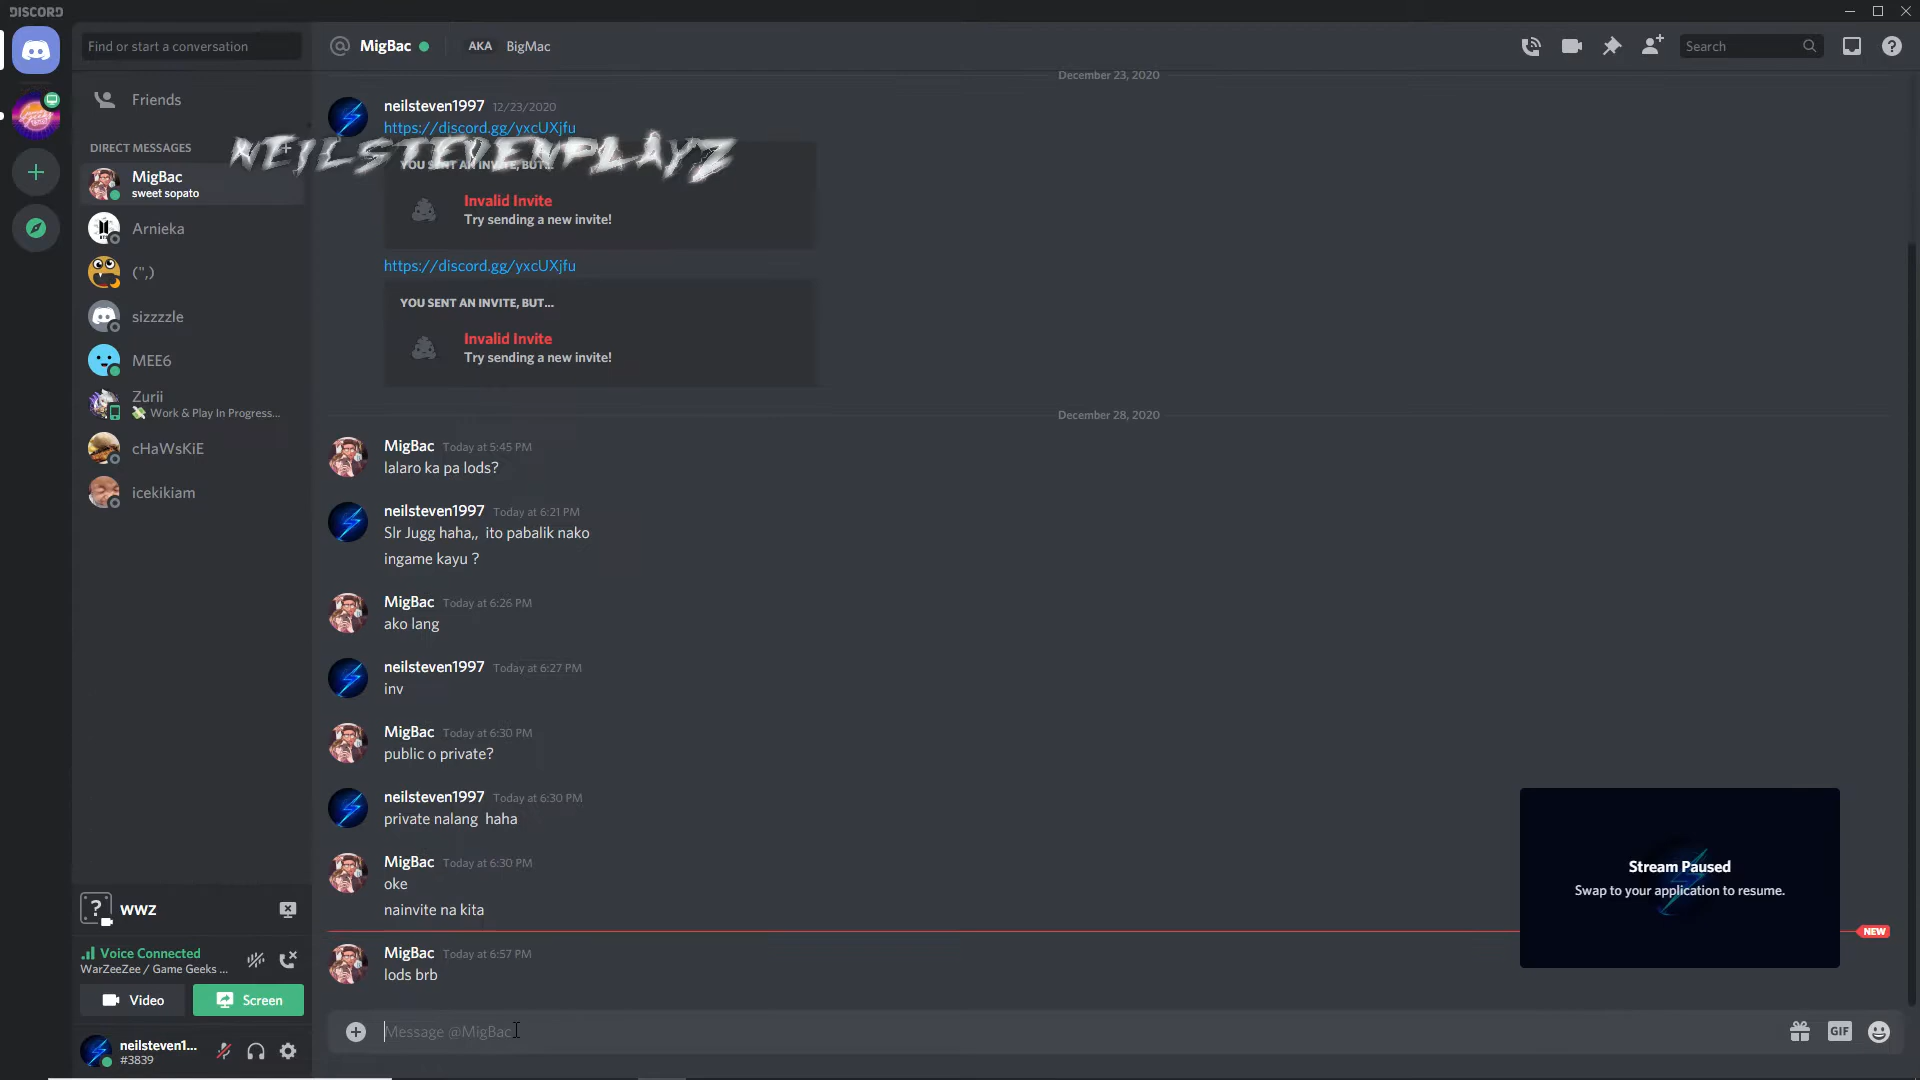 DISCORD
Find or start a conversation
MigBac
AKA
BigMac
Search
Friends
DIRECT MESSAGES
MigBac
sweet sopato
Arnieka
(",)
sizzzzle
MEE6
Zurii
Work & Play In Progress...
cHaWsKiE
icekikiam
wwz
Voice Connected
WarZeeZee / Game Geeks ...
Video
Screen
neilsteven1...
#3839
December 23, 2020
neilsteven1997 12/23/2020
https://discord.gg/yxcUXjfu
NEILSTEVENPLAYZ
YOU SENT AN INVITE, BUT...
Invalid Invite
Try sending a new invite!
https://discord.gg/yxcUXjfu
YOU SENT AN INVITE, BUT...
Invalid Invite
Try sending a new invite!
December 28, 2020
MigBac Today at 5:45 PM
lalaro ka pa lods?
neilsteven1997 Today at 6:21 PM
Slr Jugg haha,, ito pabalik nako
ingame kayu ?
MigBac Today at 6:26 PM
ako lang
neilsteven1997 Today at 6:27 PM
inv
MigBac Today at 6:30 PM
public o private?
neilsteven1997 Today at 6:30 PM
private nalang haha
MigBac Today at 6:30 PM
oke
nainvite na kita
NEW
MigBac Today at 6:57 PM
lods brb
Message @MigBac
GIF
Stream Paused
Swap to your application to resume.